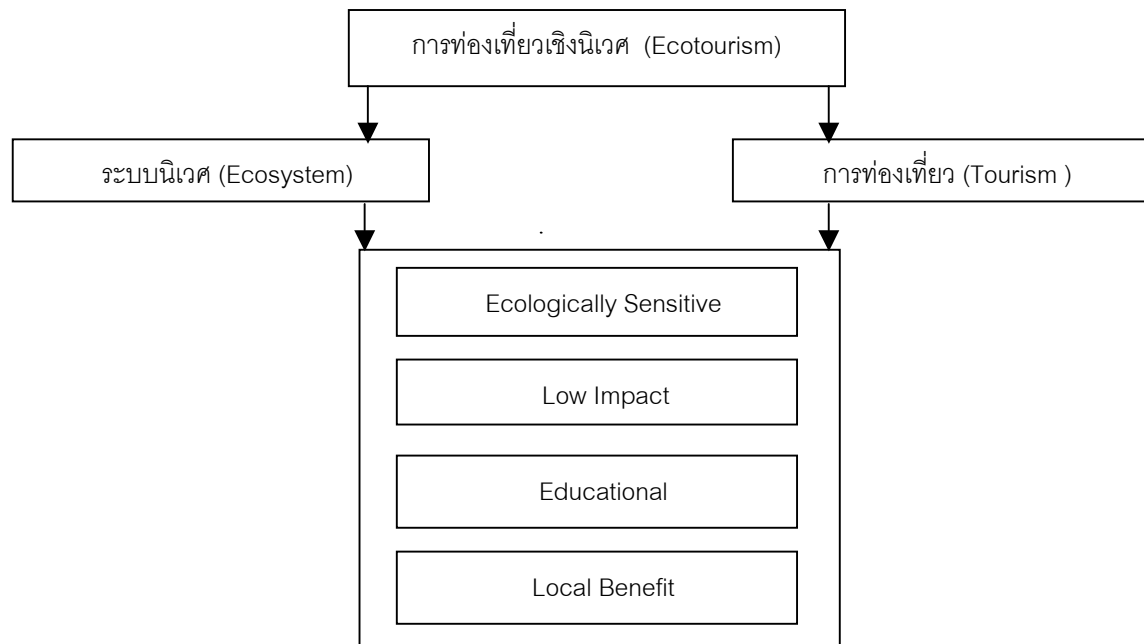 การท่องเที่ยวเชิงนิเวศ (Ecotourism)
ระบบนิเวศ (Ecosystem)
การท่องเที่ยว (Tourism )
Ecologically Sensitive
Low Impact
Educational
Local Benefit